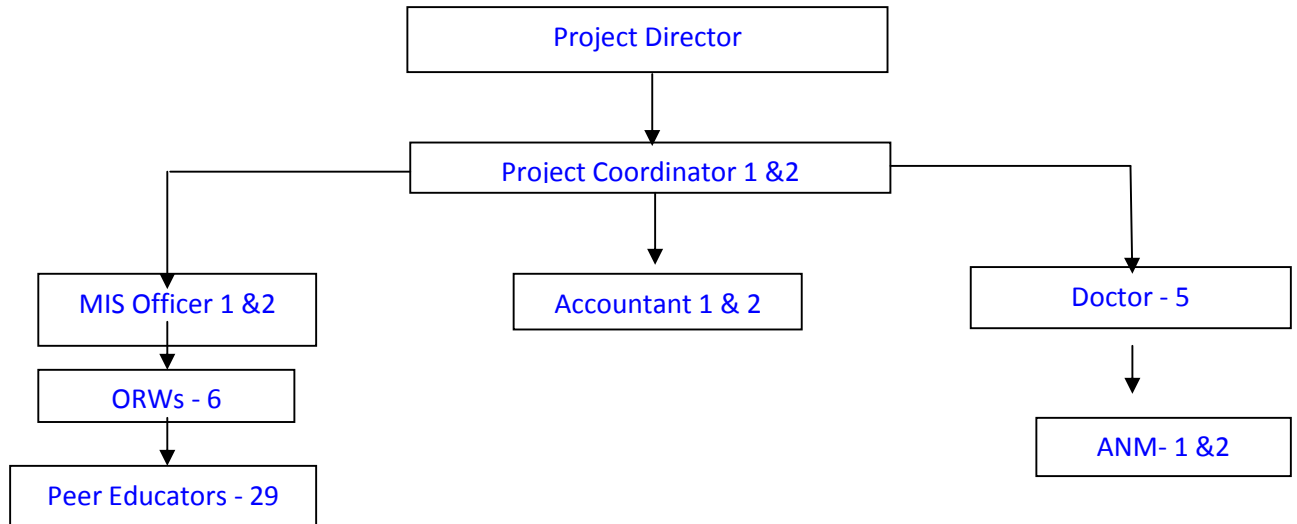 Project Director
Project Coordinator 1 &2
MIS Officer 1 &2
Accountant 1 & 2
Doctor - 5
ORWs - 6
ANM- 1 &2
Peer Educators - 29